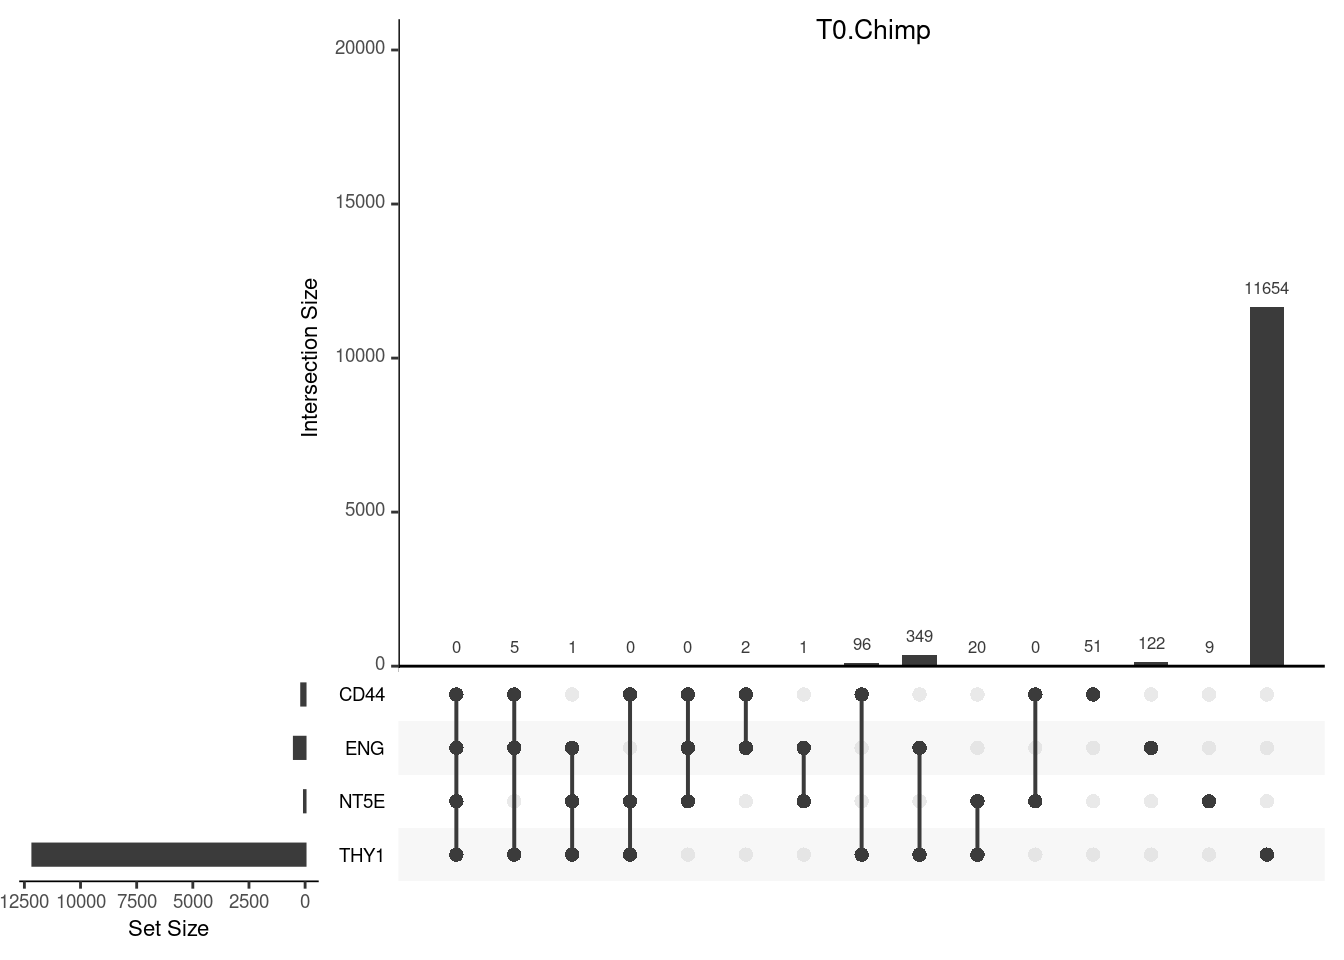 T0.Chimp
20000
15000
10000
5000
0
Intersection Size
0 5 1 0 0 2 1 96 349 20 0 51 122 9 11654
CD44
ENG
NT5E
THY1
12500 10000 7500 5000 2500 0
Set Size